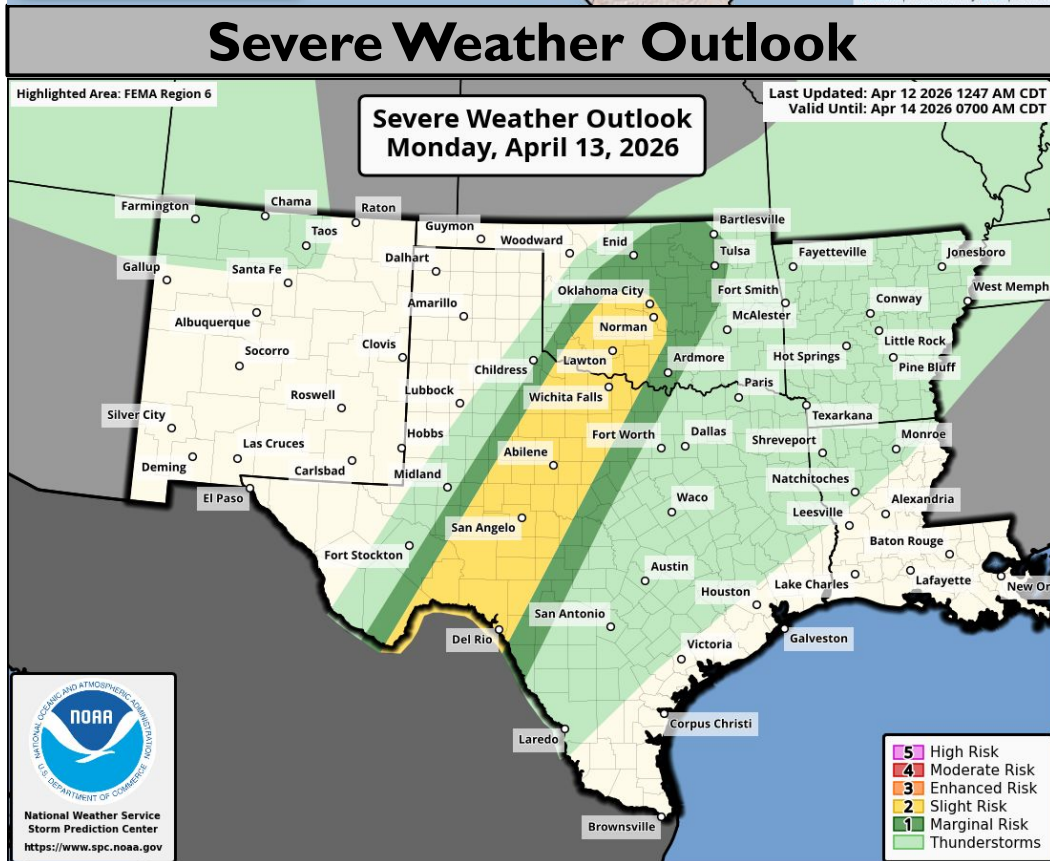 Severe Weather Outlook
Highlighted Area: FEMA Region 6
Last Updated: Apr 12 2026 1247 AM CDT
Valid Until: Apr 14 2026 0700 AM CDT
Severe Weather Outlook
Monday, April 13, 2026
Farmington
Chama
Raton
Taos
Guymon
Woodward
Enid
Bartlesville
Tulsa
Fayetteville
Jonesboro
Gallup
Santa Fe
Dalhart
Oklahoma City
Fort Smith
Conway
West Memph
Albuquerque
Amarillo
Norman
McAlester
Little Rock
Socorro
Clovis
Childress
Lawton
Ardmore
Hot Springs
Pine Bluff
Roswell
Lubbock
Wichita Falls
Paris
Texarkana
Silver City
Las Cruces
Hobbs
Fort Worth
Dallas
Shreveport
Monroe
Deming
Carlsbad
Midland
Abilene
Natchitoches
El Paso
Waco
Leesville
Alexandria
San Angelo
Baton Rouge
Fort Stockton
Austin
Houston
Lake Charles
Lafayette
New Or
Del Rio
San Antonio
Victoria
Galveston
Laredo
Corpus Christi
Brownsville
NATIONAL OCEANIC AND ATMOSPHERIC ADMINISTRATION
NOAA
U.S. DEPARTMENT OF COMMERCE
National Weather Service
Storm Prediction Center
https://www.spc.noaa.gov
5 High Risk
4 Moderate Risk
3 Enhanced Risk
2 Slight Risk
1 Marginal Risk
Thunderstorms